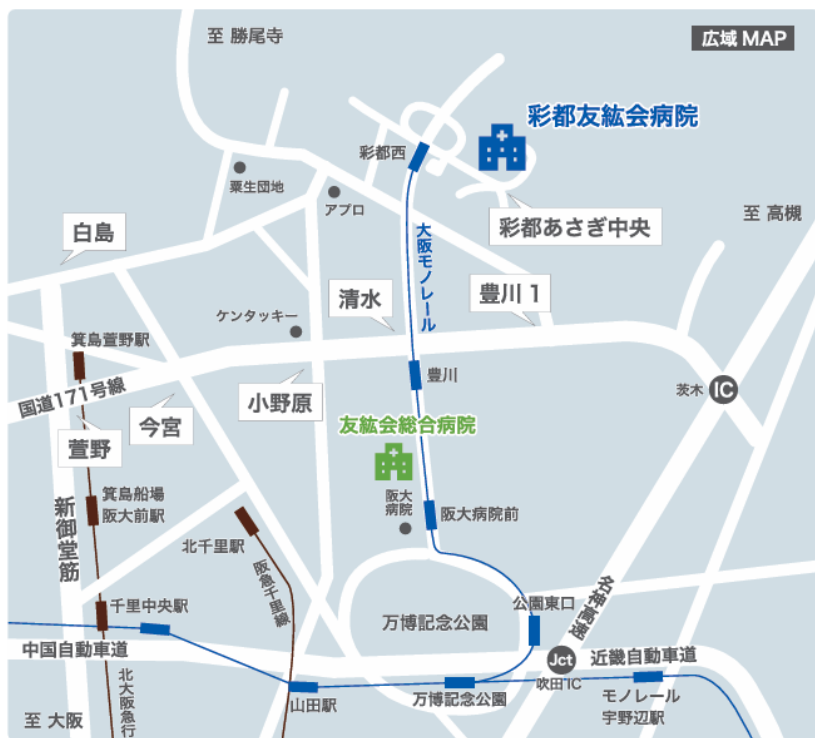 至 勝尾寺
広域 MAP
彩都友紘会病院
彩都西
粟生団地
アプロ
彩都あさぎ中央
至 高槻
白島
大阪モノレール
清水
豊川 1
ケンタッキー
箕島萱野駅
豊川
国道171号線
小野原
茨木
IC
今宮
萱野
友紘会総合病院
箕島船場
阪大前駅
阪大
病院
阪大病院前
新御堂筋
北千里駅
阪急千里線
千里中央駅
万博記念公園
公園東口
名神高速
中国自動車道
Jct
近畿自動車道
吹田 IC
北大阪急行
山田駅
万博記念公園
モノレール
宇野辺駅
至 大阪